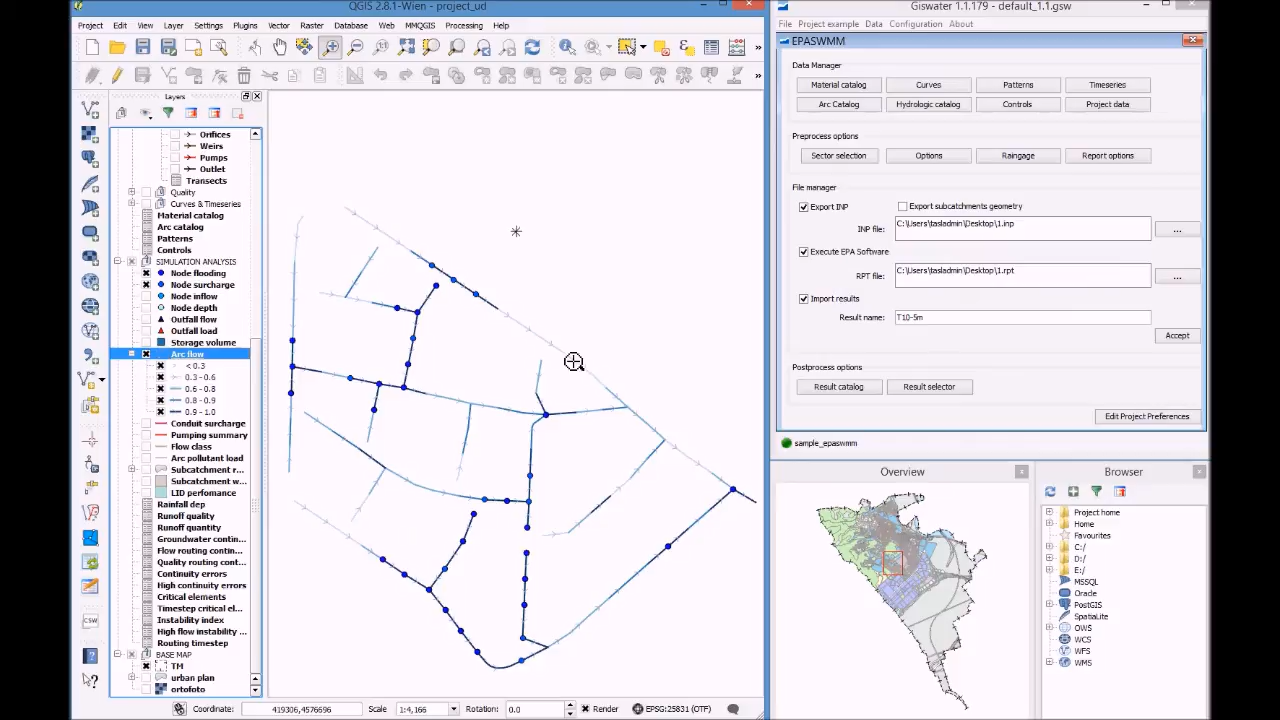 QGIS 2.8.1-Wien - project_ud
Project Edit View Layer Settings Plugins Vector Raster Database Web MMQGIS Processing Help
Layers
Orifices
Weirs
Pumps
Outlet
Transects
Quality
Curves & Timeseries
Material catalog
Arc catalog
Patterns
Controls
SIMULATION ANALYSIS
Node flooding
Node surcharge
Node inflow
Node depth
Outfall flow
Outfall load
Storage volume
Arc flow
< 0.3
0.3 - 0.6
0.6 - 0.8
0.8 - 0.9
0.9 - 1.0
Conduit surcharge
Pumping summary
Flow class
Arc pollutant load
Subcatchment r...
Subcatchment w...
LID perfomance
Rainfall dep
Runoff quality
Runoff quantity
Groundwater contin...
Flow routing contin...
Quality routing cont...
Continuity errors
High continuity errors
Critical elements
Timestep critical el...
Instability index
High flow instability ...
Routing timestep
BASE MAP
TM
urban plan
ortofoto
CSW
Coordinate: 419306,4576696 Scale 1:4,166 Rotation: 0.0 Render EPSG:25831 (OTF)
Giswater 1.1.179 - default_1.1.gsw
File Project example Data Configuration About
EPASWMM
Data Manager
Material catalog Curves Patterns Timeseries
Arc Catalog Hydrologic catalog Controls Project data
Preprocess options
Sector selection Options Raingage Report options
File manager
Export INP Export subcatchments geometry
INP file: C:\Users\tasladmin\Desktop\1.inp ...
Execute EPA Software
RPT file: C:\Users\tasladmin\Desktop\1.rpt ...
Import results
Result name: T10-5m
Accept
Postprocess options
Result catalog Result selector
Edit Project Preferences
sample_epaswmm
Overview
Browser
Project home
Home
Favourites
C:/
D:/
E:/
MSSQL
Oracle
PostGIS
SpatiaLite
OWS
WCS
WFS
WMS